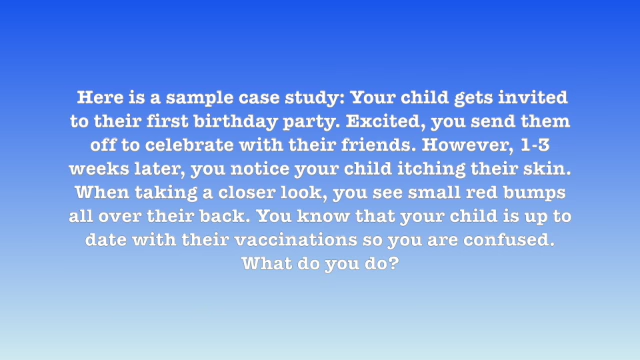 Here is a sample case study: Your child gets invited
to their first birthday party. Excited, you send them
off to celebrate with their friends. However, 1-3
weeks later, you notice your child itching their skin.
When taking a closer look, you see small red bumps
all over their back. You know that your child is up to
date with their vaccinations so you are confused.
What do you do?